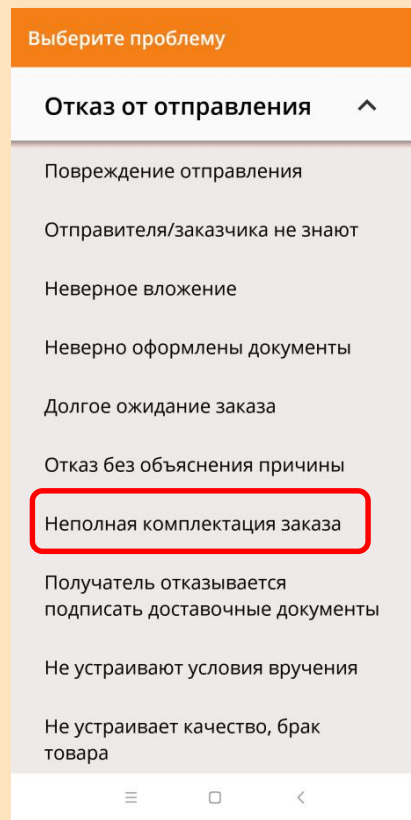 Выберите проблему
Отказ от отправления
Повреждение отправления
Отправителя/заказчика не знают
Неверное вложение
Неверно оформлены документы
Долгое ожидание заказа
Отказ без объяснения причины
Неполная комплектация заказа
Получатель отказывается
подписать доставочные документы
Не устраивают условия вручения
Не устраивает качество, брак
товара